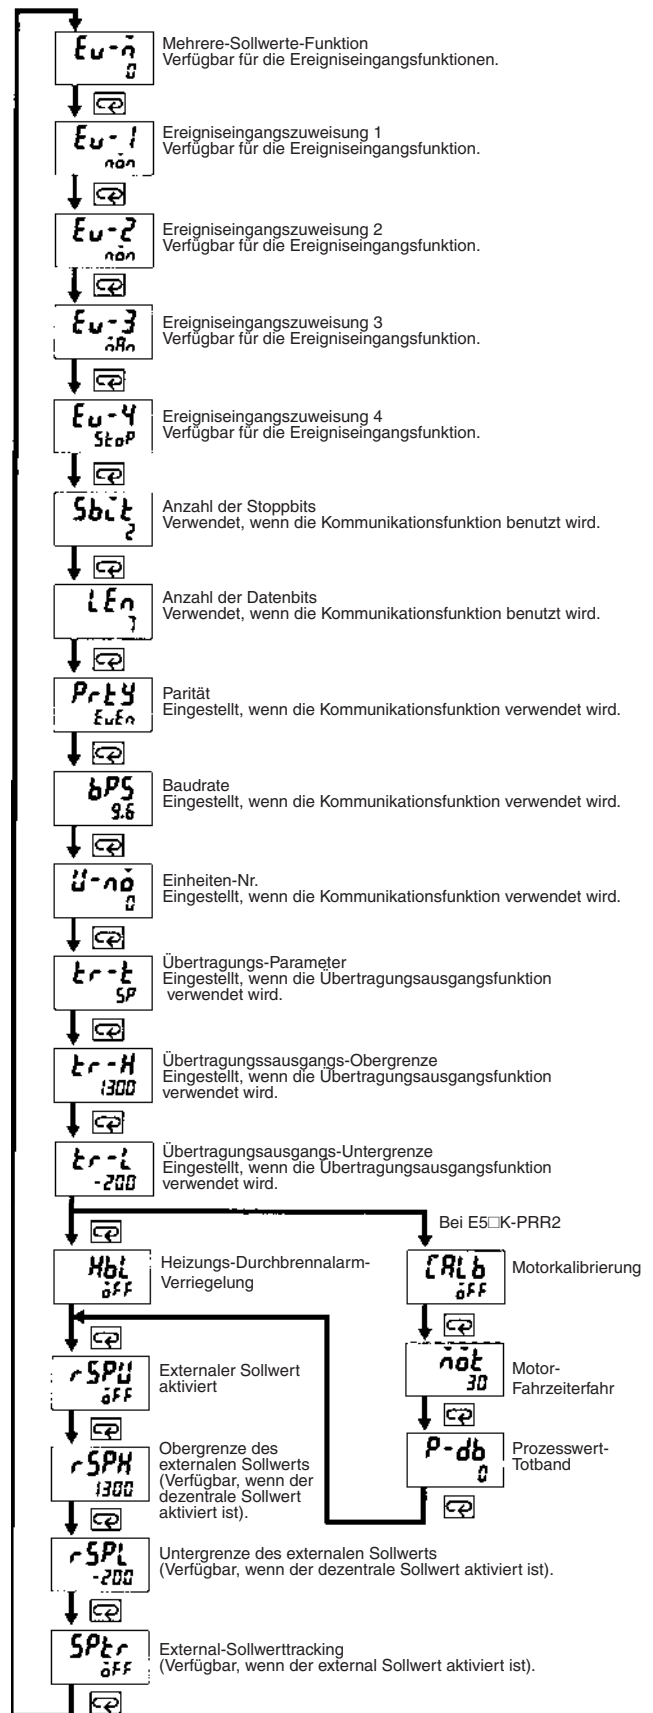 Eu-m
0
Mehrere-Sollwerte-Funktion
Verfügbar für die Ereigniseingangsfunktionen.
Eu-1
non
Ereigniseingangszuweisung 1
Verfügbar für die Ereigniseingangsfunktion.
Eu-2
non
Ereigniseingangszuweisung 2
Verfügbar für die Ereigniseingangsfunktion.
Eu-3
mAn
Ereigniseingangszuweisung 3
Verfügbar für die Ereigniseingangsfunktion.
Eu-4
StoP
Ereigniseingangszuweisung 4
Verfügbar für die Ereigniseingangsfunktion.
Sbit
2
Anzahl der Stoppbits
Verwendet, wenn die Kommunikationsfunktion benutzt wird.
LEn
7
Anzahl der Datenbits
Verwendet, wenn die Kommunikationsfunktion benutzt wird.
PrtY
EuEn
Parität
Eingestellt, wenn die Kommunikationsfunktion verwendet wird.
bPS
9.6
Baudrate
Eingestellt, wenn die Kommunikationsfunktion verwendet wird.
U-no
0
Einheiten-Nr.
Eingestellt, wenn die Kommunikationsfunktion verwendet wird.
tr-t
SP
Übertragungs-Parameter
Eingestellt, wenn die Übertragungsausgangsfunktion
verwendet wird.
tr-H
1300
Übertragungssausgangs-Obergrenze
Eingestellt, wenn die Übertragungsausgangsfunktion
verwendet wird.
tr-L
-200
Übertragungsausgangs-Untergrenze
Eingestellt, wenn die Übertragungsausgangsfunktion
verwendet wird.
Bei E5□K-PRR2
HbL
oFF
Heizungs-Durchbrennalarm-
Verriegelung
CALb
oFF
Motorkalibrierung
rSPU
oFF
Externaler Sollwert
aktiviert
mot
30
Motor-
Fahrzeiterfahr
rSPH
1300
Obergrenze des
externalen Sollwerts
(Verfügbar, wenn der
dezentrale Sollwert
aktiviert ist).
P-db
0
Prozesswert-
Totband
rSPL
-200
Untergrenze des externalen Sollwerts
(Verfügbar, wenn der dezentrale Sollwert aktiviert ist).
SPtr
oFF
External-Sollwerttracking
(Verfügbar, wenn der external Sollwert aktiviert ist).